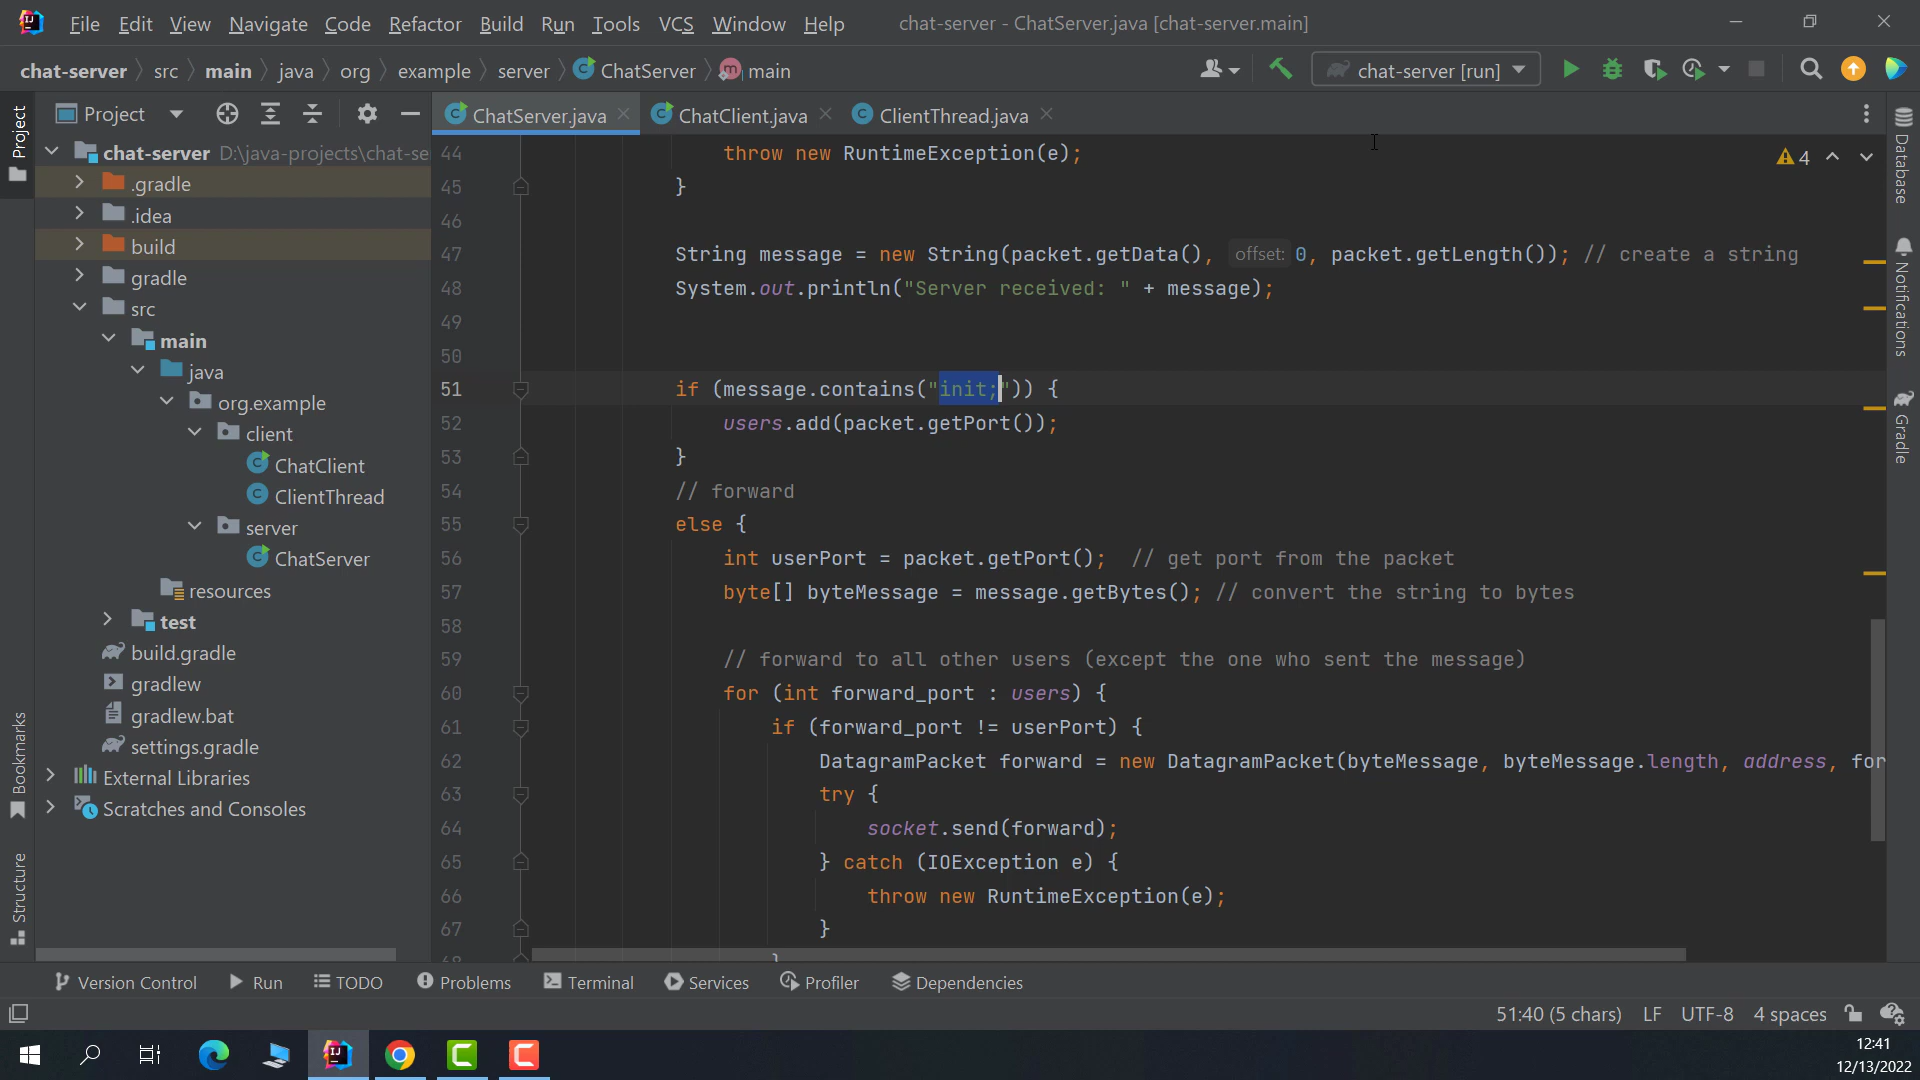 File Edit View Navigate Code Refactor Build Run Tools VCS Window Help chat-server - ChatServer.java [chat-server.main]
chat-server src main java org example server ChatServer main chat-server [run]
Project
ChatServer.java ChatClient.java ClientThread.java
Project
chat-server D:\java-projects\chat-se
.gradle
.idea
build
gradle
src
main
java
org.example
client
ChatClient
ClientThread
server
ChatServer
resources
test
build.gradle
gradlew
gradlew.bat
settings.gradle
External Libraries
Scratches and Consoles
Bookmarks
Structure
44 throw new RuntimeException(e);
45 }
46
47 String message = new String(packet.getData(), offset: 0, packet.getLength()); // create a string
48 System.out.println("Server received: " + message);
49
50
51 if (message.contains("init;")) {
52 users.add(packet.getPort());
53 }
54 // forward
55 else {
56 int userPort = packet.getPort(); // get port from the packet
57 byte[] byteMessage = message.getBytes(); // convert the string to bytes
58
59 // forward to all other users (except the one who sent the message)
60 for (int forward_port : users) {
61 if (forward_port != userPort) {
62 DatagramPacket forward = new DatagramPacket(byteMessage, byteMessage.length, address, for
63 try {
64 socket.send(forward);
65 } catch (IOException e) {
66 throw new RuntimeException(e);
67 }
68 }
4
Database
Notifications
Gradle
Version Control Run TODO Problems Terminal Services Profiler Dependencies
51:40 (5 chars) LF UTF-8 4 spaces
12:41
12/13/2022